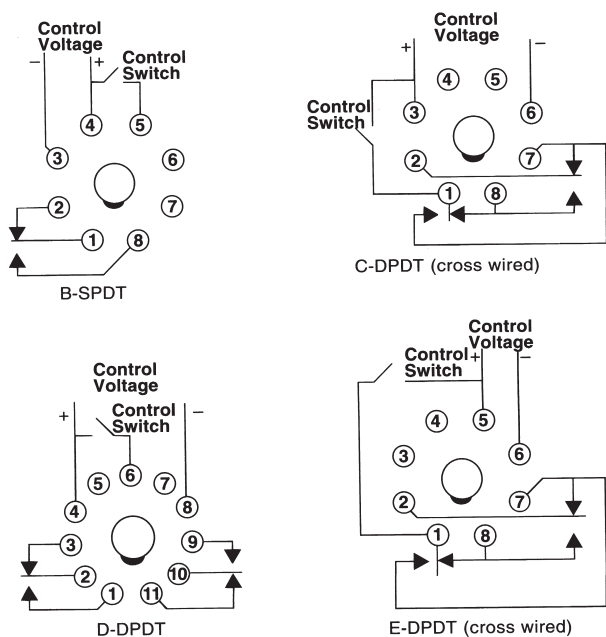 Control
Voltage
− +
Control
Switch
4 5
3 6
2 7
1 8
B-SPDT
Control
Voltage
+ −
4 5
Control
Switch
3 6
2 7
1 8
C-DPDT (cross wired)
Control
Voltage
+ −
Control
Switch
6
5 7
4 8
3 9
2 10
1 11
D-DPDT
Control
Voltage
Control
Switch
+ −
4 5
3 6
2 7
1 8
E-DPDT (cross wired)